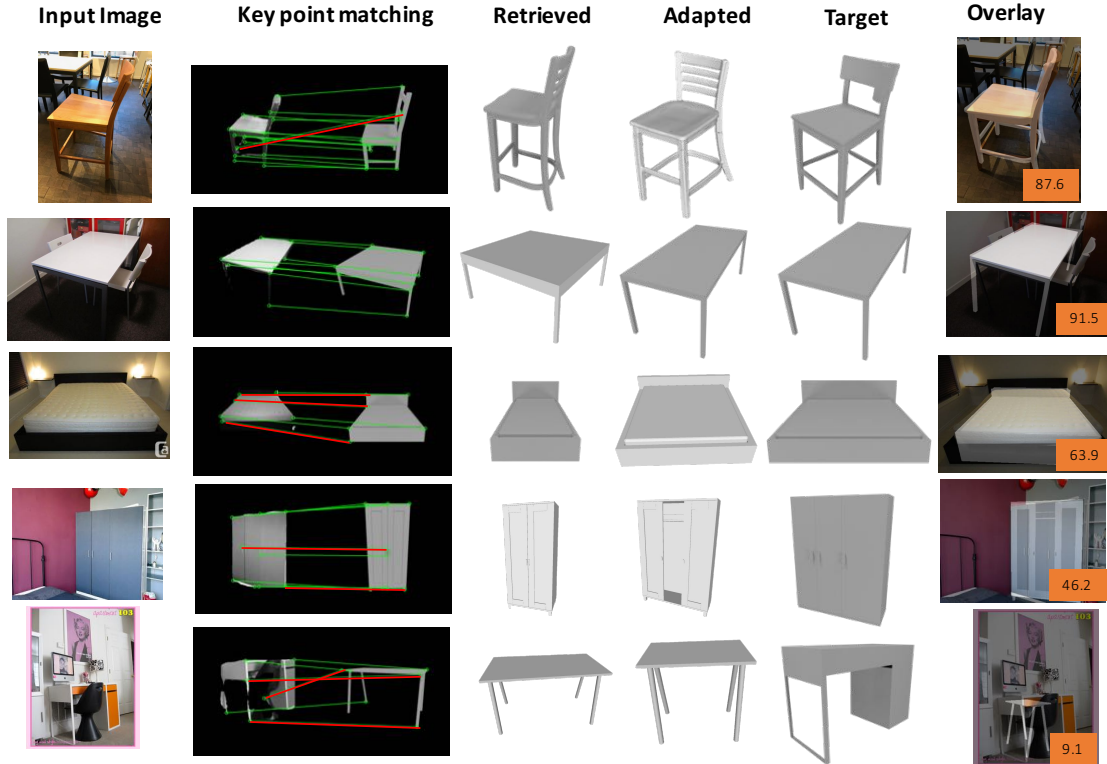 Input Image
Key point matching
Retrieved
Adapted
Target
Overlay
87.6
91.5
63.9
46.2
303
9.1